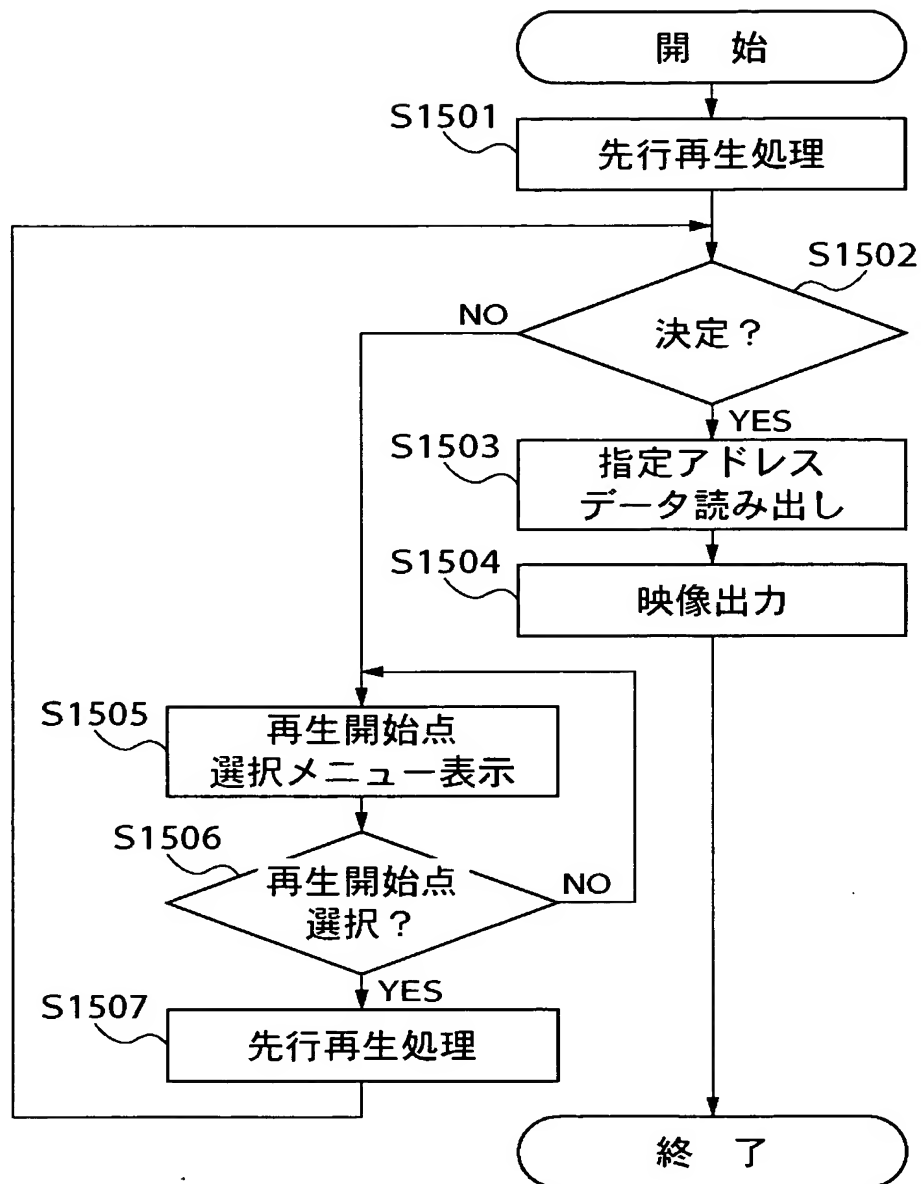 開 始
S1501
先行再生処理
S1502
決定？
NO
YES
S1503
指定アドレス
データ読み出し
S1504
映像出力
S1505
再生開始点
選択メニュー表示
S1506
再生開始点
選択？
NO
YES
S1507
先行再生処理
終 了